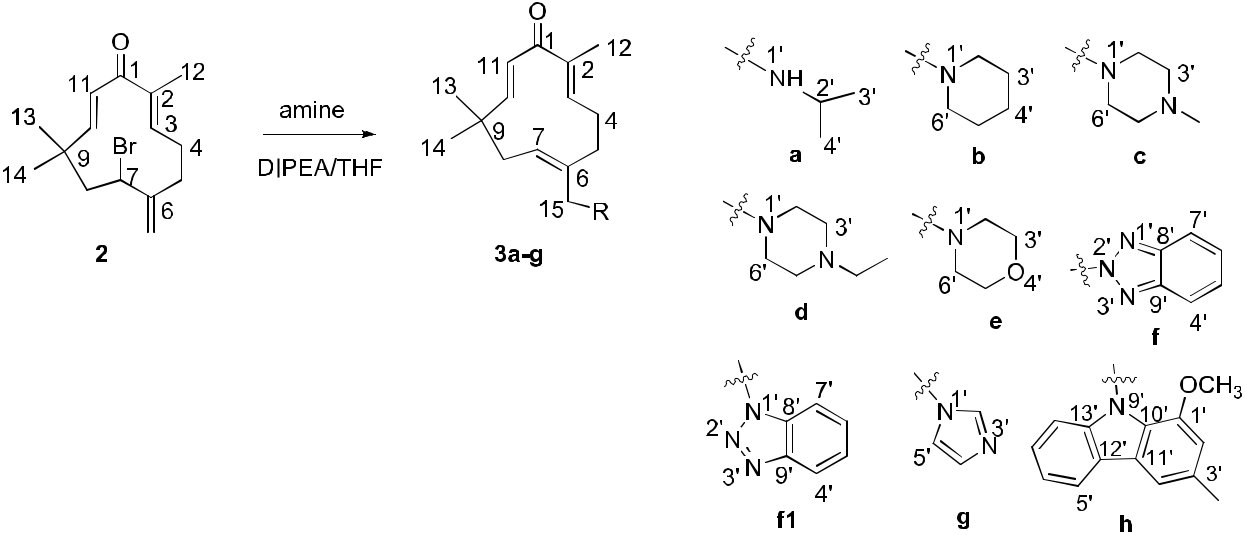 O
1
11
12
2
13
3
Br
9
4
14
7
6
2
amine
D|PEA/THF
O
1
11
12
2
13
7
4
9
14
6
15
R
3a-g
1'
NH
2'
3'
4'
a
1'
N
3'
6'
4'
b
1'
N
3'
6'
N
c
1'
N
3'
6'
N
d
1'
N
3'
6'
O
4'
e
7'
1'
N
8'
2'
N
3'
N
9'
4'
f
7'
1'
N
8'
2'
N
3'
N
9'
4'
f1
1'
N
3'
N
5'
g
OCH3
9'
N
1'
13'
10'
12'
11'
3'
5'
h